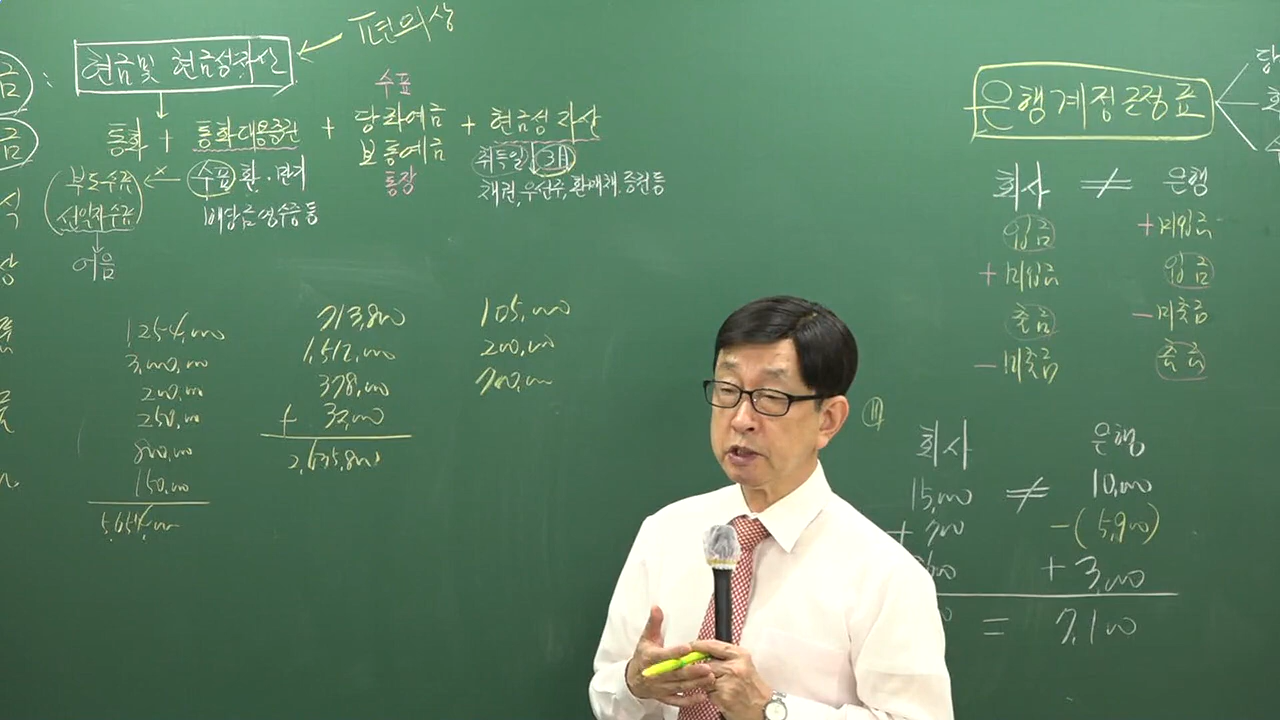 편의상
금 :
현금및 현금성자산
수표
금
통화 + 통화대용증권 + 당좌예금 + 현금성 자산
보통예금
통장
부도수표
선일자수표
어음
수표 환 · 만기
배당금영수증 등
취득일 3月
채권, 우선주, 환매채, 증권 등
1,254,000
3,000,000
200,000
250,000
800,000
150,000
5,654,000
713,800
1,512,000
378,000
+ 32,000
2,635,800
105,000
200,000
700,000
은행계정조정표
당
회사 ≠ 은행
입금 + 미입금
+ 미입금 입금
출금 - 미출금
- 미출금 출금
회사 은행
15,000 ≠ 10,000
+ 700 -(5,900)
+ 3,000
= 7,100